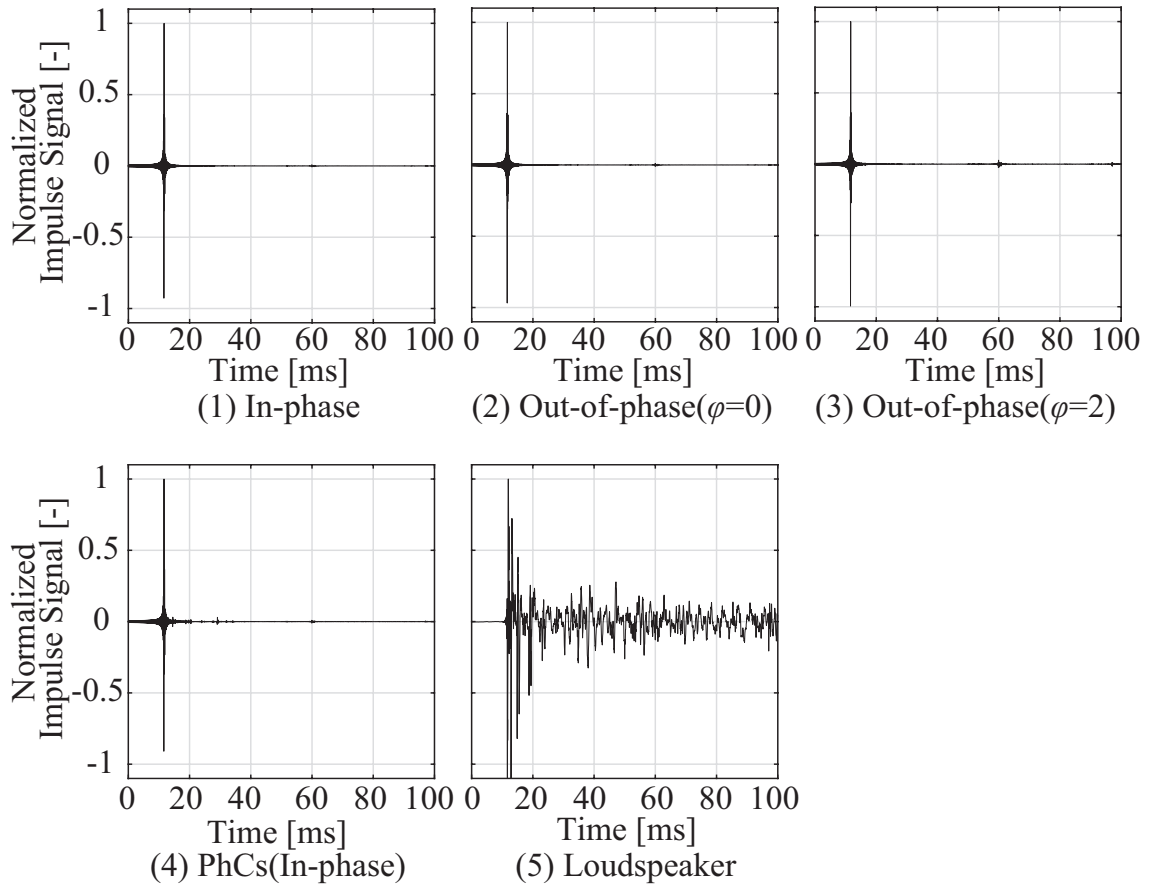 Normalized
Impulse Signal [-]
1
0.5
0
-0.5
-1
0 20 40 60 80 100
Time [ms]
(1) In-phase
0 20 40 60 80 100
Time [ms]
(2) Out-of-phase(φ=0)
0 20 40 60 80 100
Time [ms]
(3) Out-of-phase(φ=2)
Normalized
Impulse Signal [-]
1
0.5
0
-0.5
-1
0 20 40 60 80 100
Time [ms]
(4) PhCs(In-phase)
0 20 40 60 80 100
Time [ms]
(5) Loudspeaker